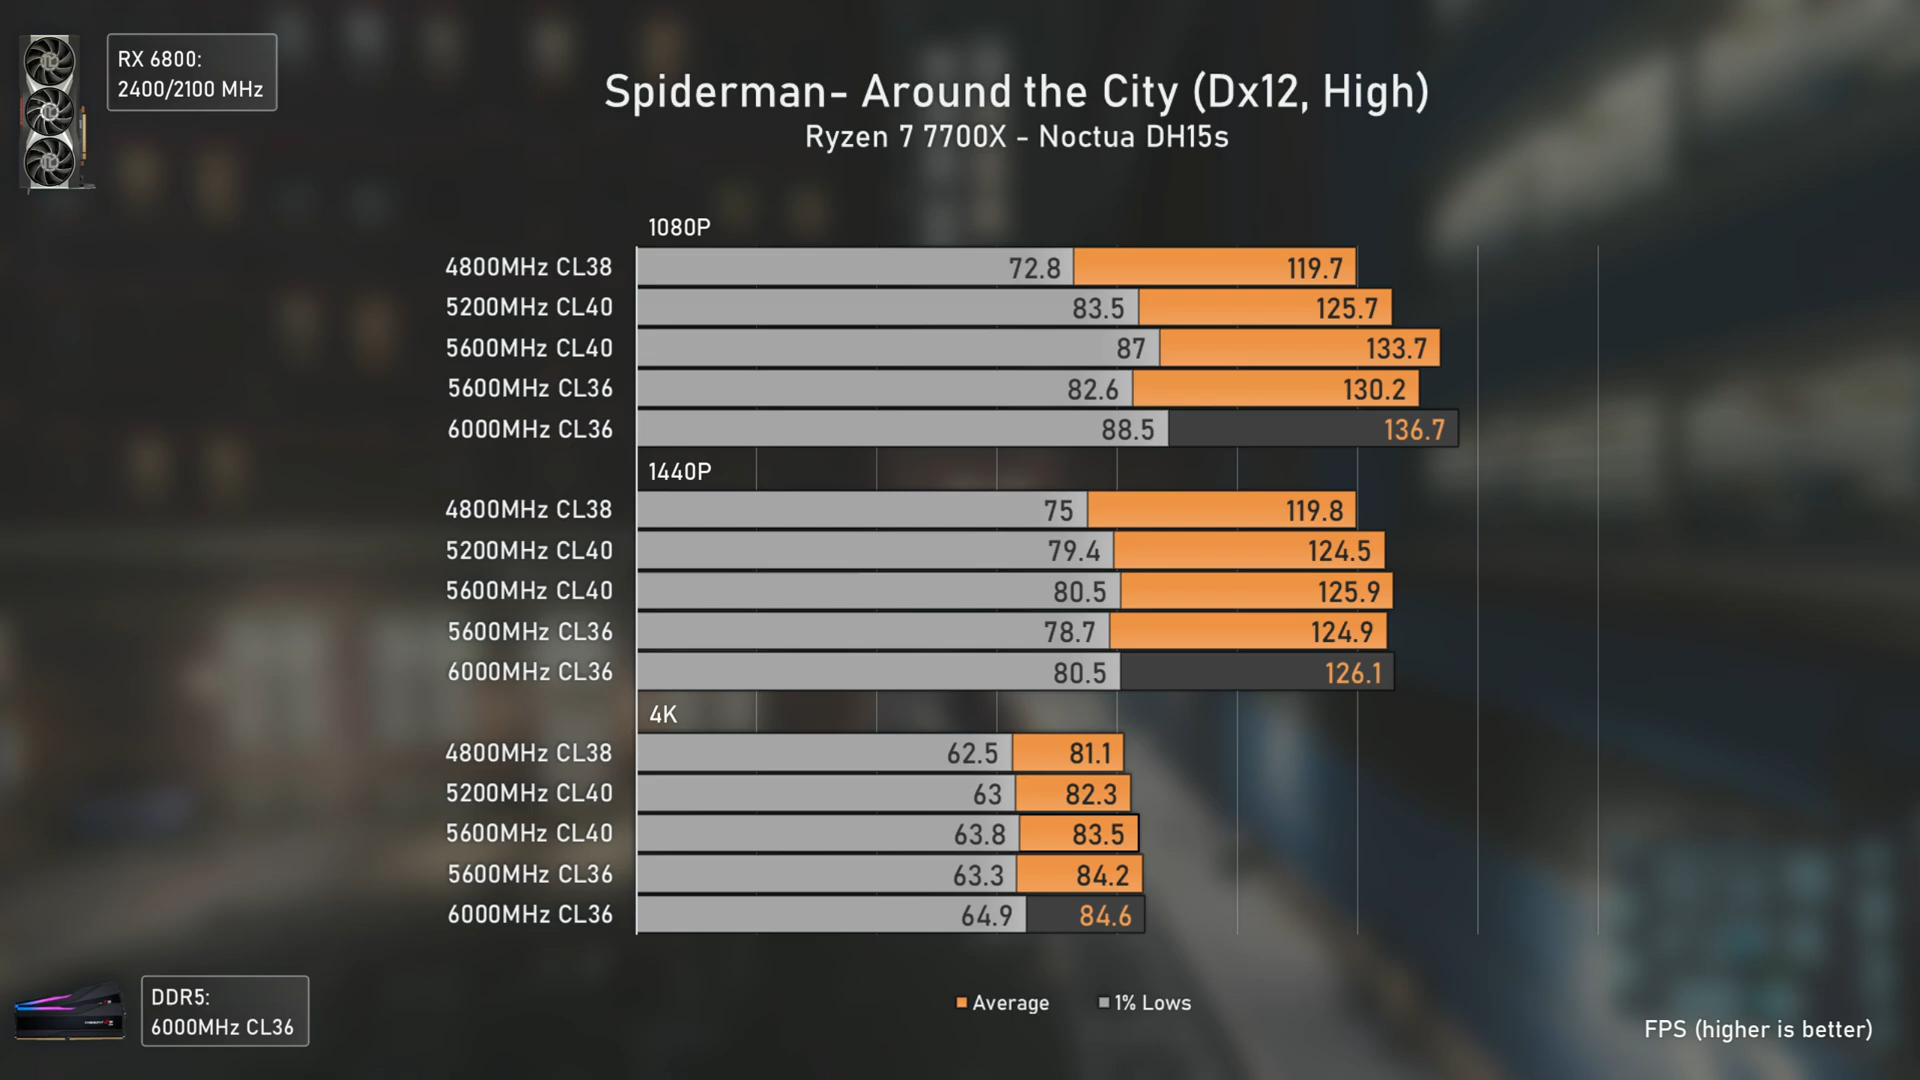 RX 6800:
2400/2100 MHz
Spiderman- Around the City (Dx12, High)
Ryzen 7 7700X - Noctua DH15s
1080P
4800MHz CL38 72.8 119.7
5200MHz CL40 83.5 125.7
5600MHz CL40 87 133.7
5600MHz CL36 82.6 130.2
6000MHz CL36 88.5 136.7
1440P
4800MHz CL38 75 119.8
5200MHz CL40 79.4 124.5
5600MHz CL40 80.5 125.9
5600MHz CL36 78.7 124.9
6000MHz CL36 80.5 126.1
4K
4800MHz CL38 62.5 81.1
5200MHz CL40 63 82.3
5600MHz CL40 63.8 83.5
5600MHz CL36 63.3 84.2
6000MHz CL36 64.9 84.6
Average 1% Lows
DDR5:
6000MHz CL36
FPS (higher is better)